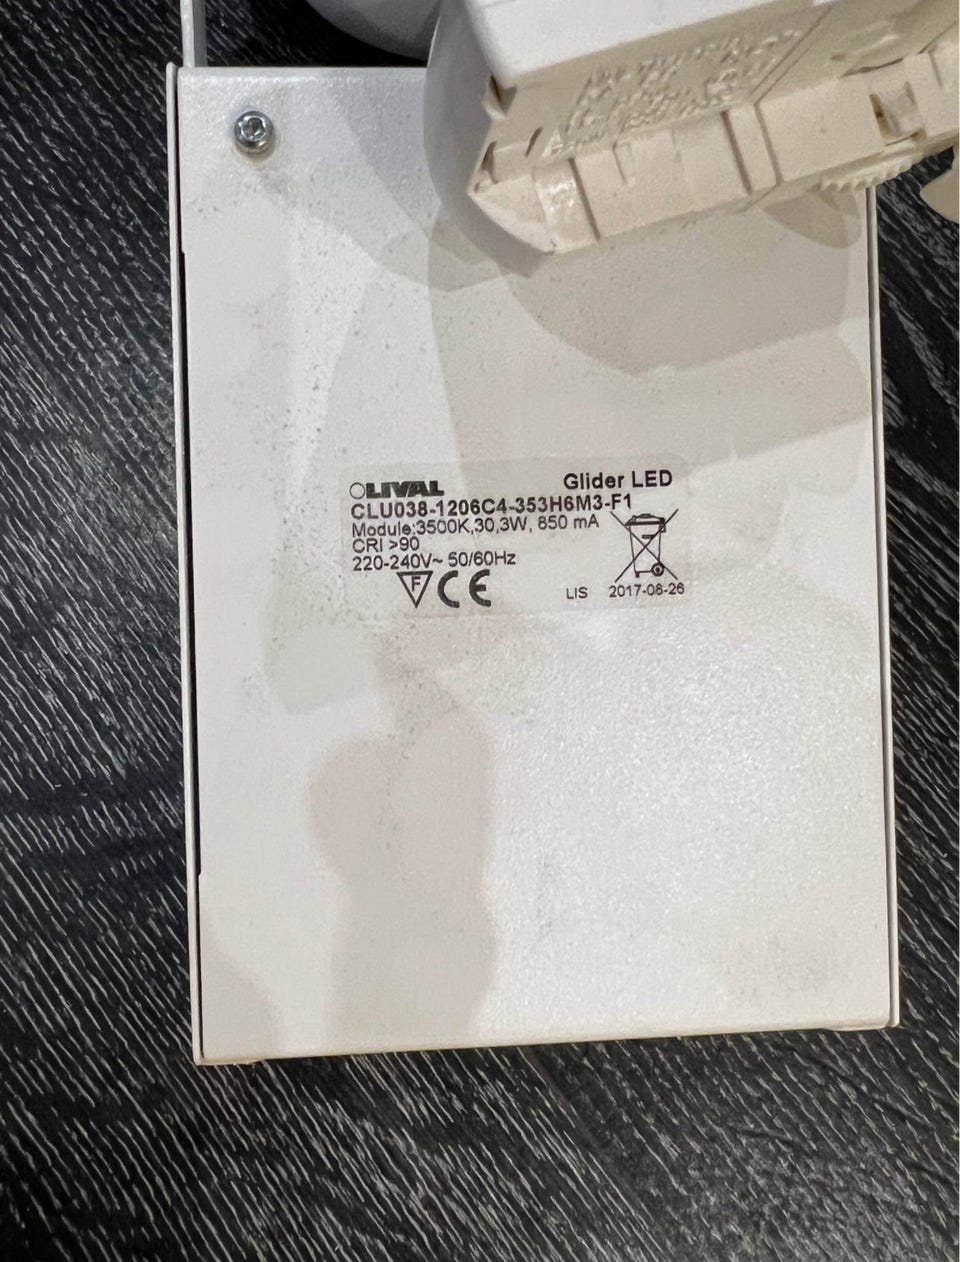 OLIVAL
Glider LED
CLU038-1206C4-353H6M3-F1
Module:3500K,30,3W, 850 mA
CRI >90
220-240V~ 50/60Hz
F CE
LIS 2017-08-26